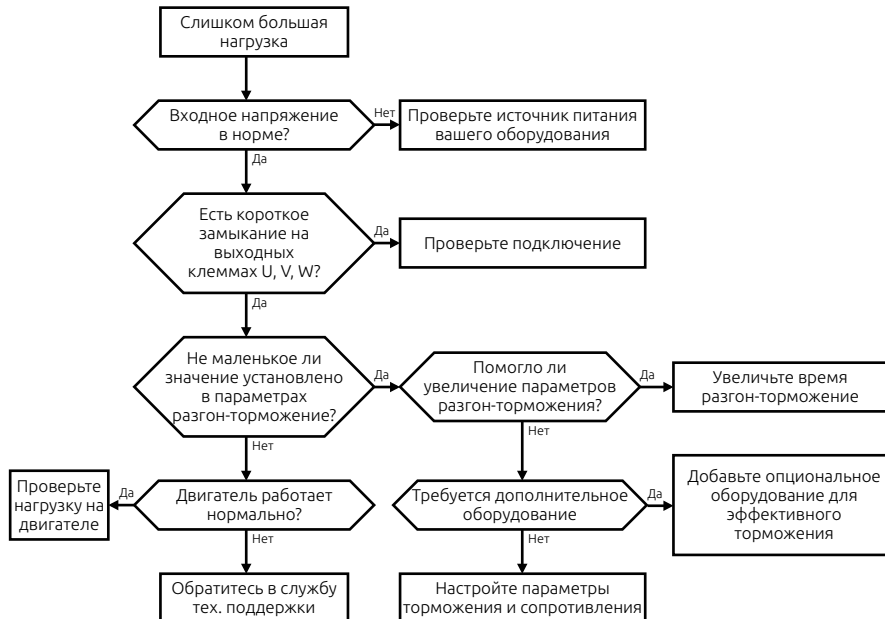 Слишком большая
нагрузка
Входное напряжение
в норме?
Нет
Проверьте источник питания
вашего оборудования
Да
Есть короткое
замыкание на
выходных
клеммах U, V, W?
Да
Проверьте подключение
Да
Не маленькое ли
значение установлено
в параметрах
разгон-торможение?
Да
Помогло ли
увеличение параметров
разгон-торможения?
Да
Увеличьте время
разгон-торможение
Нет
Нет
Проверьте
нагрузку на
двигателе
Да
Двигатель работает
нормально?
Требуется дополнительное
оборудование
Да
Добавьте опциональное
оборудование для
эффективного
торможения
Нет
Нет
Обратитесь в службу
тех. поддержки
Настройте параметры
торможения и сопротивления